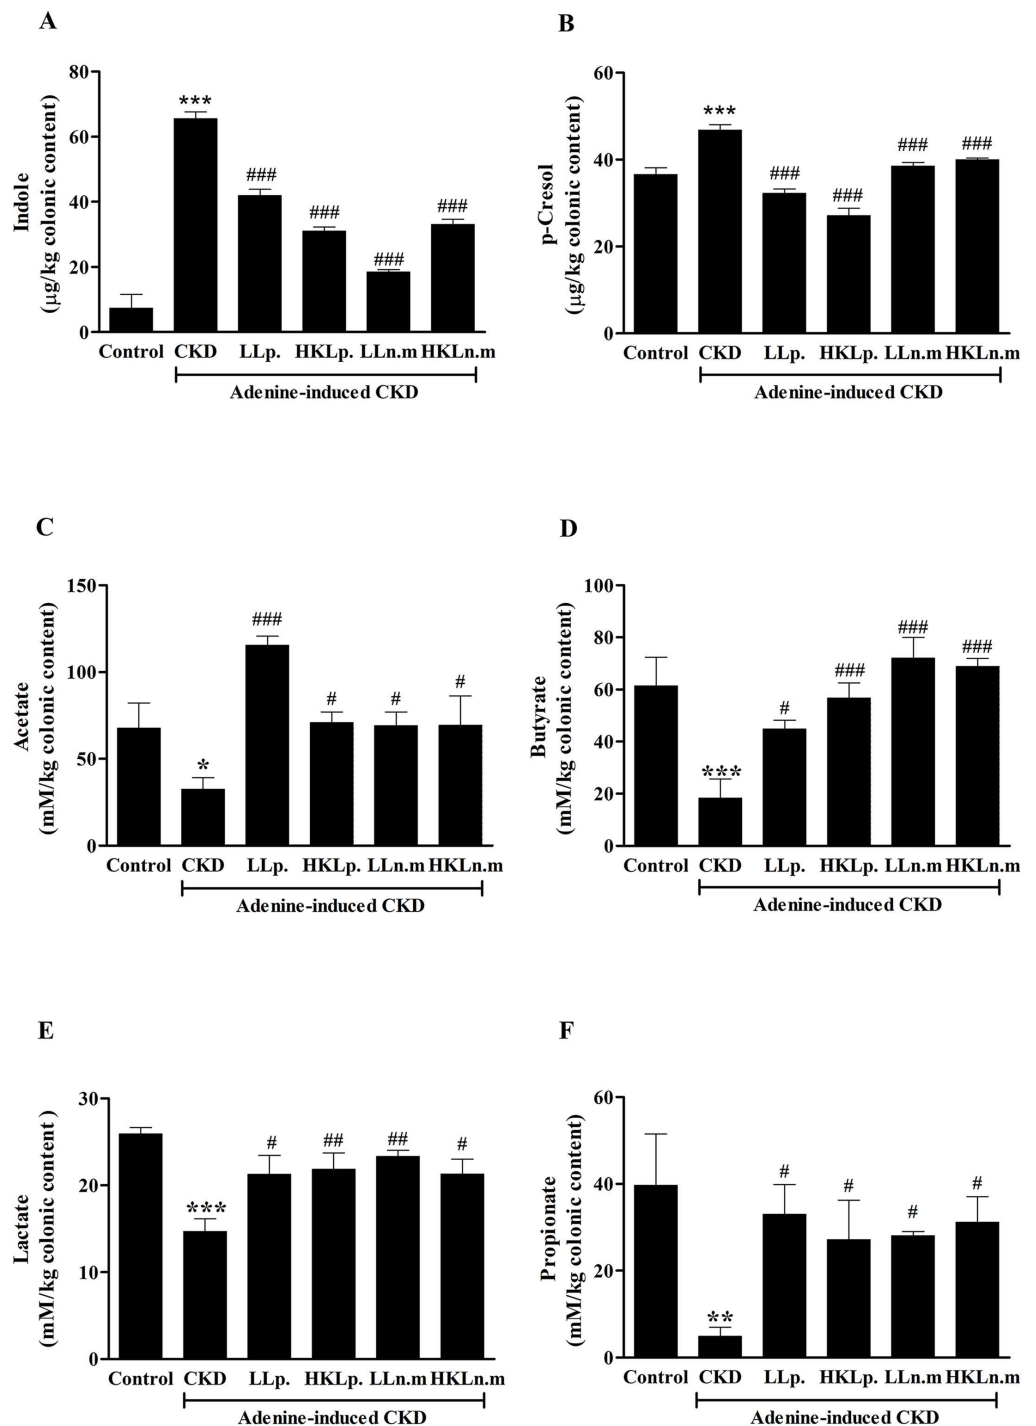 A
Indole
(μg/kg colonic content)
80
60
40
20
0
***
###
###
###
###
Control CKD LLp. HKLp. LLn.m HKLn.m
Adenine-induced CKD
B
p-Cresol
(μg/kg colonic content)
60
40
20
0
***
###
###
###
###
Control CKD LLp. HKLp. LLn.m HKLn.m
Adenine-induced CKD
C
Acetate
(mM/kg colonic content)
150
100
50
0
*
###
#
#
#
Control CKD LLp. HKLp. LLn.m HKLn.m
Adenine-induced CKD
D
Butyrate
(mM/kg colonic content)
100
80
60
40
20
0
***
#
###
###
###
Control CKD LLp. HKLp. LLn.m HKLn.m
Adenine-induced CKD
E
Lactate
(mM/kg colonic content )
30
20
10
0
***
#
##
##
#
Control CKD LLp. HKLp. LLn.m HKLn.m
Adenine-induced CKD
F
Propionate
(mM/kg colonic content)
60
40
20
0
**
#
#
#
#
Control CKD LLp. HKLp. LLn.m HKLn.m
Adenine-induced CKD